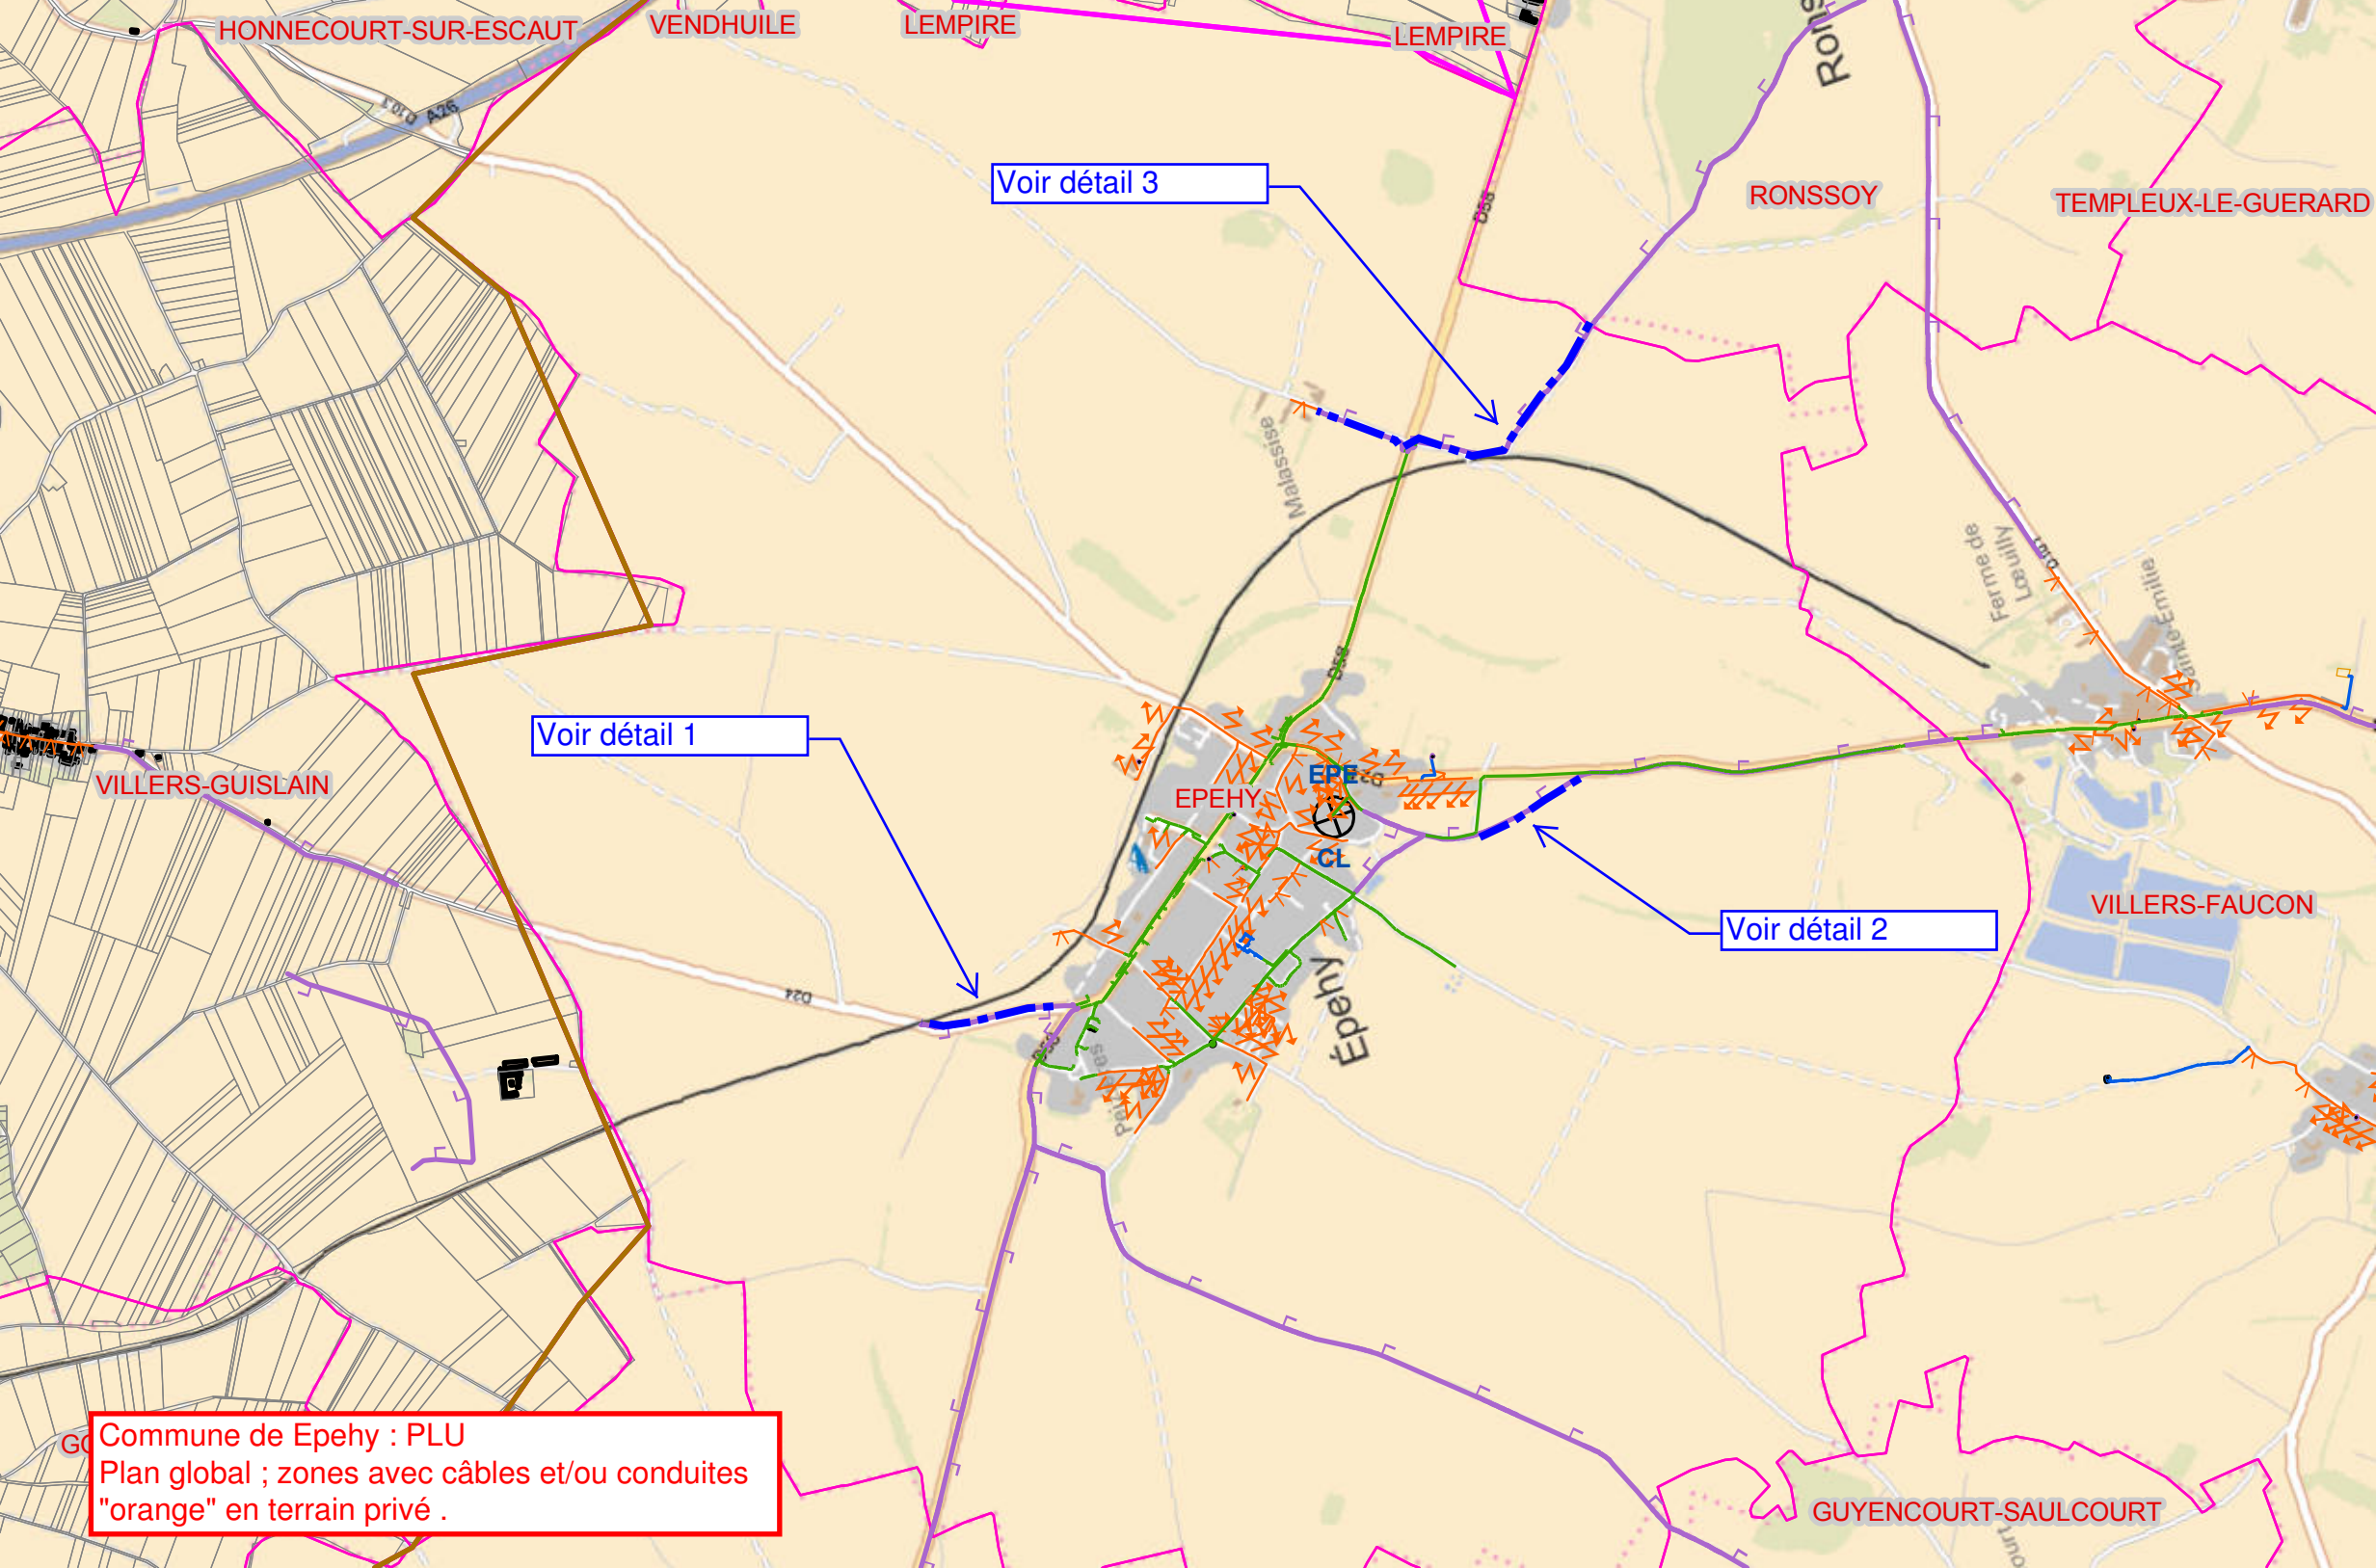 HONNECOURT-SUR-ESCAUT
VENDHUILE
LEMPIRE
LEMPIRE
A26
Voir détail 3
D58
RONSSOY
TEMPLEUX-LE-GUERARD
Malassise
Ferme de
Lœuilly
Sainte-Emilie
D58
Voir détail 1
VILLERS-GUISLAIN
EPEHY
EPE
CL
VILLERS-FAUCON
Voir détail 2
D24
Épehy
Commune de Epehy : PLU
Plan global ; zones avec câbles et/ou conduites
"orange" en terrain privé .
GUYENCOURT-SAULCOURT